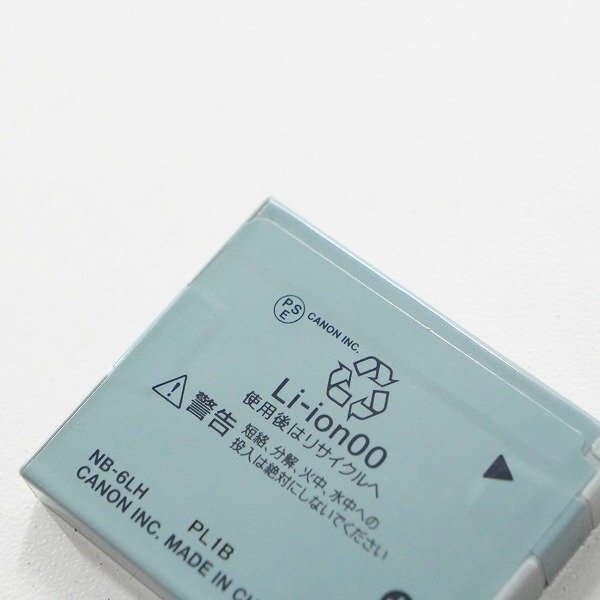 PSE CANON INC.
Li-ion00
使用後はリサイクルへ
警告
短絡、分解、火中、水中への
投入は絶対にしないでください
NB-6LH PL1B
CANON INC. MADE IN